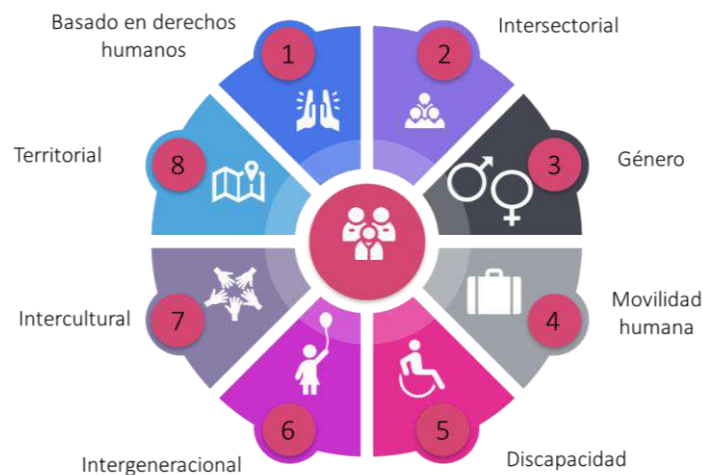 Basado en derechos
humanos
1
2
Intersectorial
Territorial
8
3
Género
Intercultural
7
4
Movilidad
humana
6
5
Intergeneracional
Discapacidad